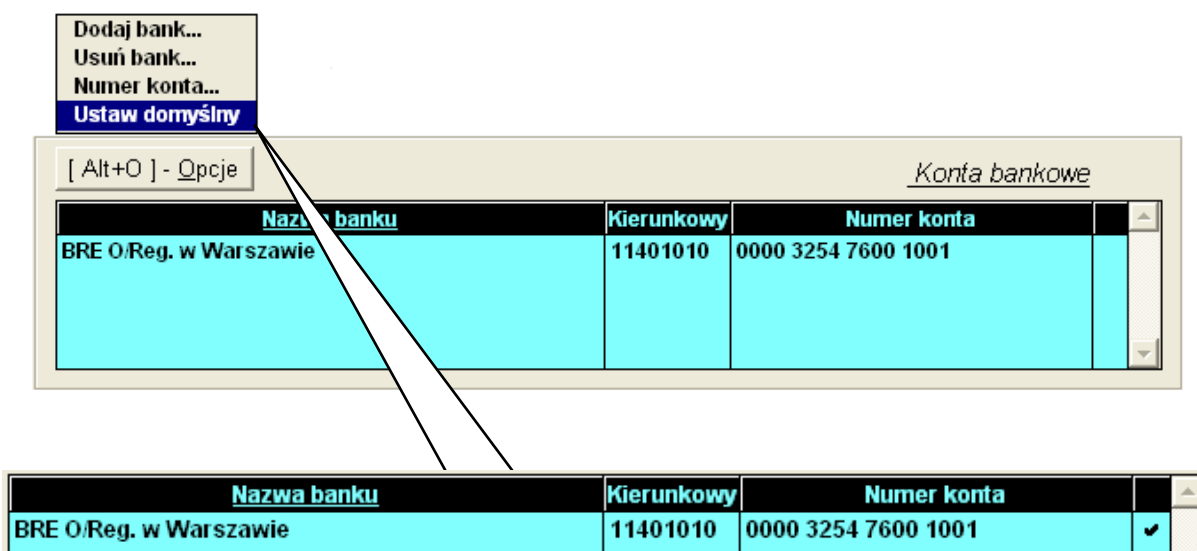 Dodaj bank...
Usuń bank...
Numer konta...
Ustaw domyślny
[ Alt+O ] - Opcje
Konta bankowe
Nazwa banku Kierunkowy Numer konta
BRE O/Reg. w Warszawie 11401010 0000 3254 7600 1001
Nazwa banku Kierunkowy Numer konta
BRE O/Reg. w Warszawie 11401010 0000 3254 7600 1001 ✔